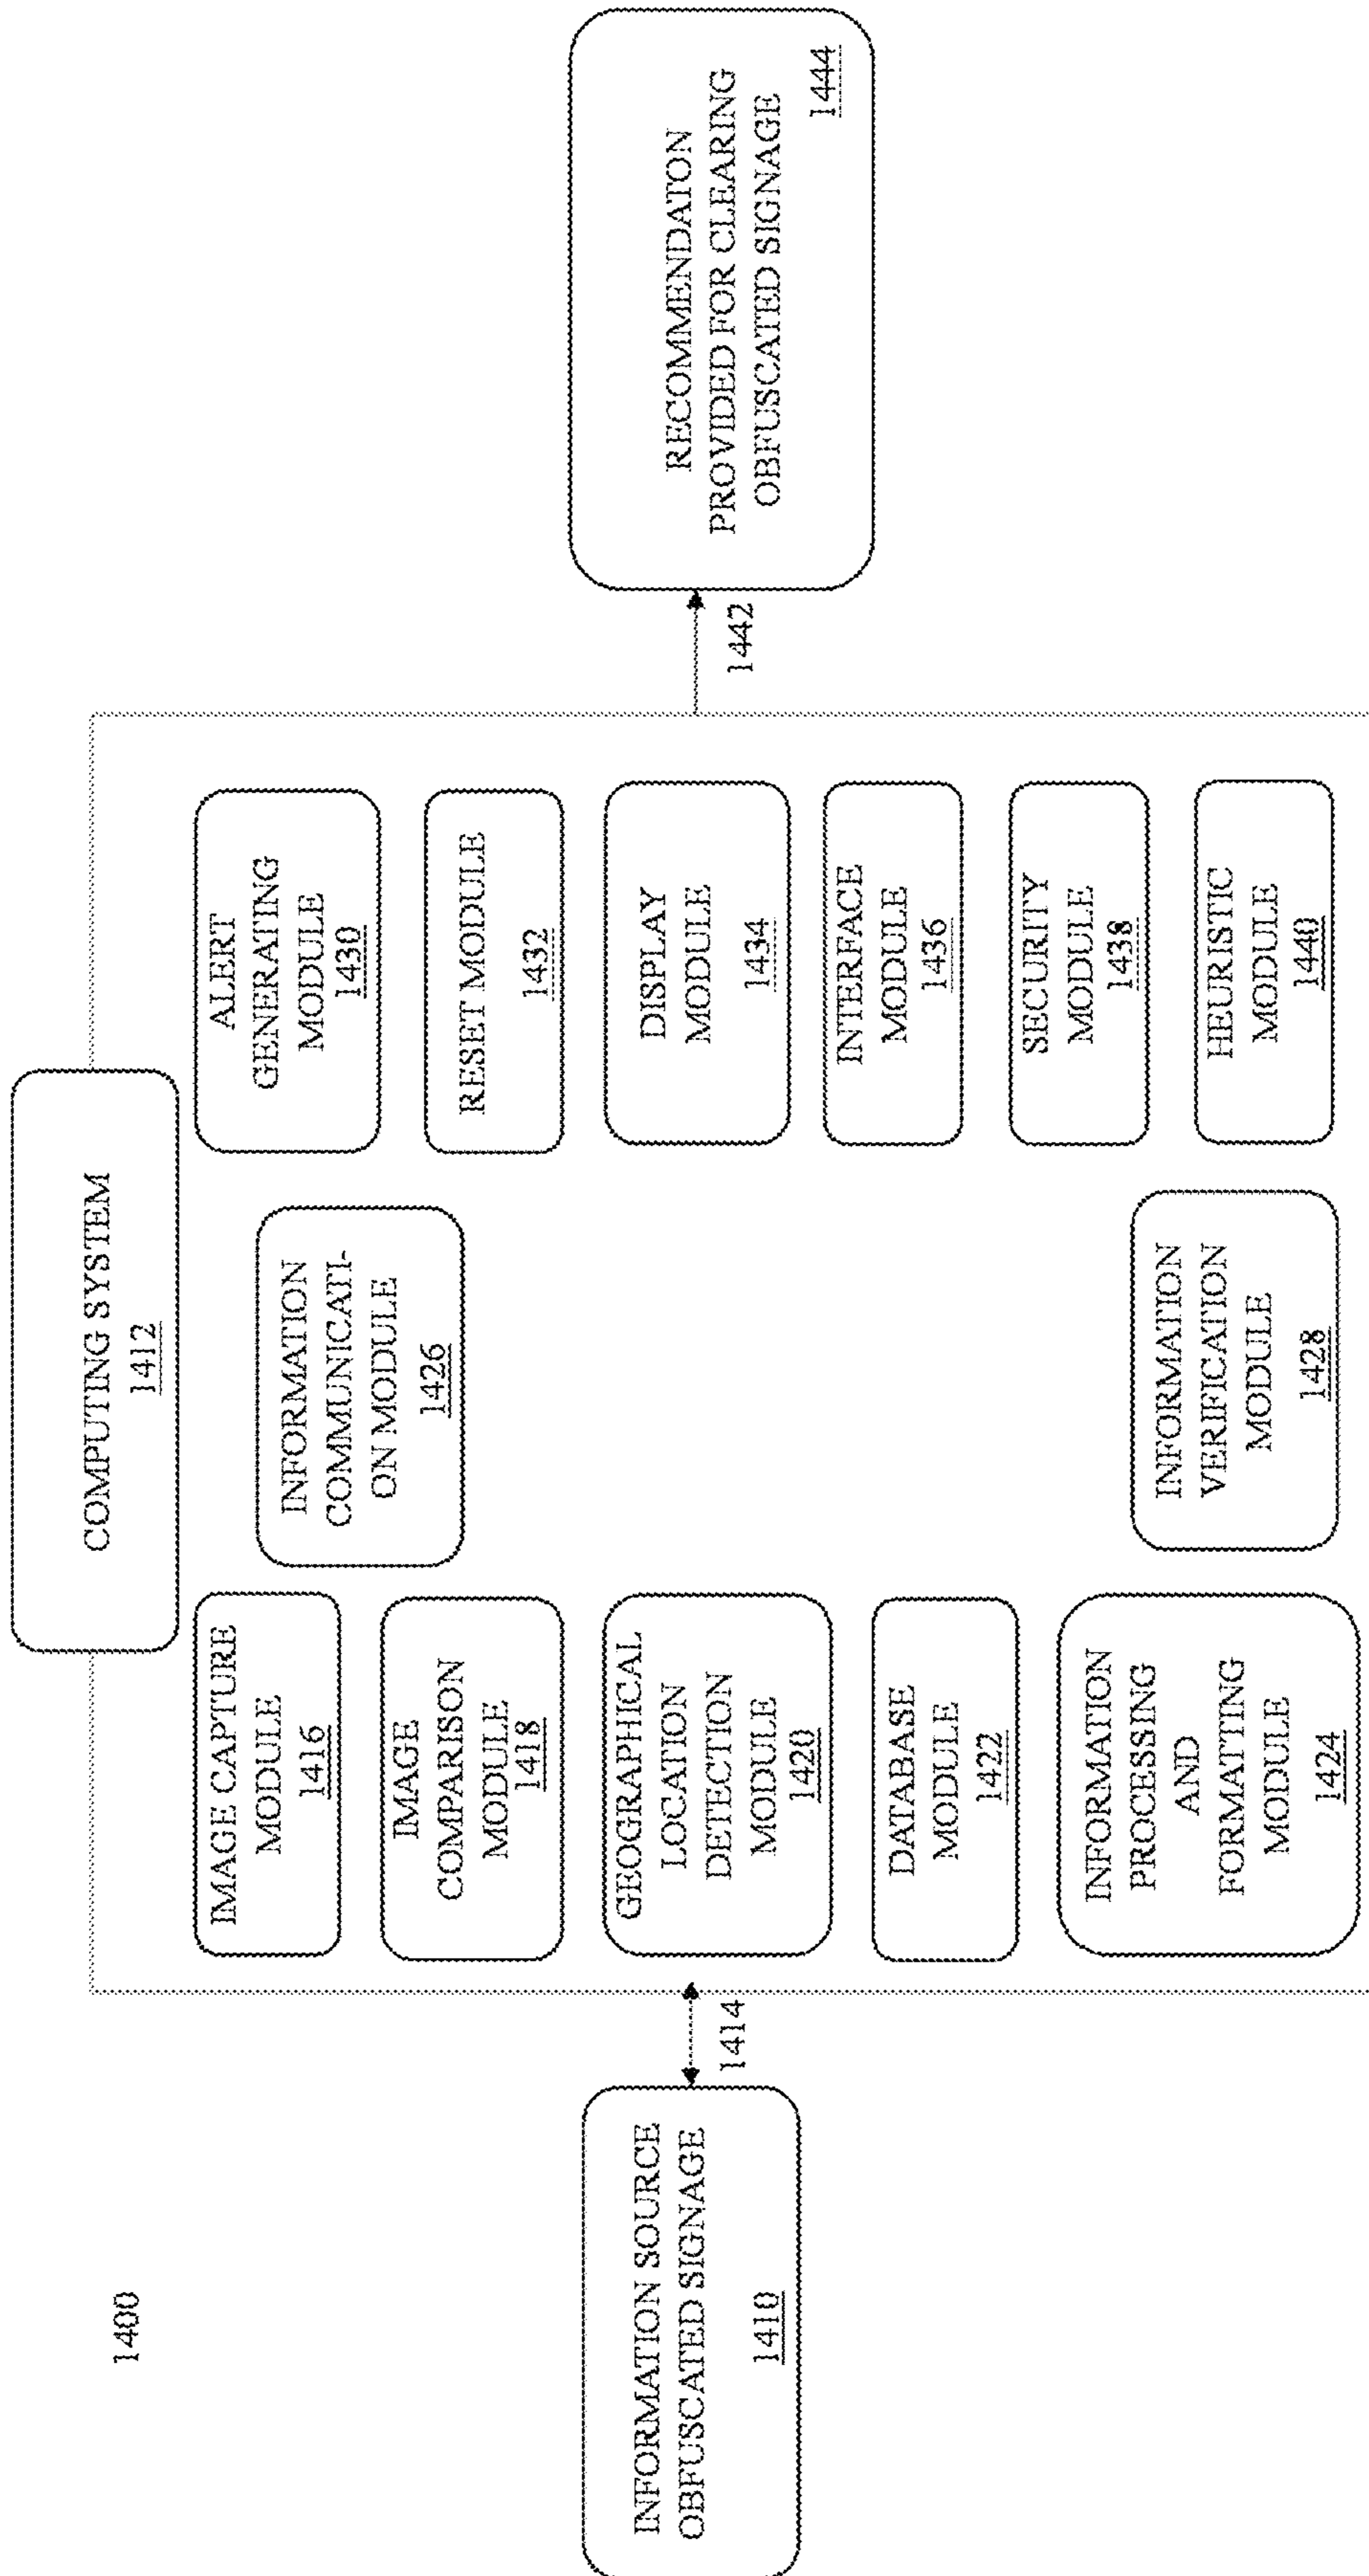 1400
COMPUTING SYSTEM
1412
INFORMATION SOURCE
OBFUSCATED SIGNAGE
1410
1414
IMAGE CAPTURE
MODULE
1416
IMAGE
COMPARISON
MODULE
1418
GEOGRAPHICAL
LOCATION
DETECTION
MODULE
1420
DATABASE
MODULE
1422
INFORMATION
PROCESSING
AND
FORMATTING
MODULE
1424
INFORMATION
COMMUNICATI-
ON MODULE
1426
INFORMATION
VERIFICATION
MODULE
1428
ALERT
GENERATING
MODULE
1430
RESET MODULE
1432
DISPLAY
MODULE
1434
INTERFACE
MODULE
1436
SECURITY
MODULE
1438
HEURISTIC
MODULE
1440
1442
RECOMMENDATON
PROVIDED FOR CLEARING
OBFUSCATED SIGNAGE
1444